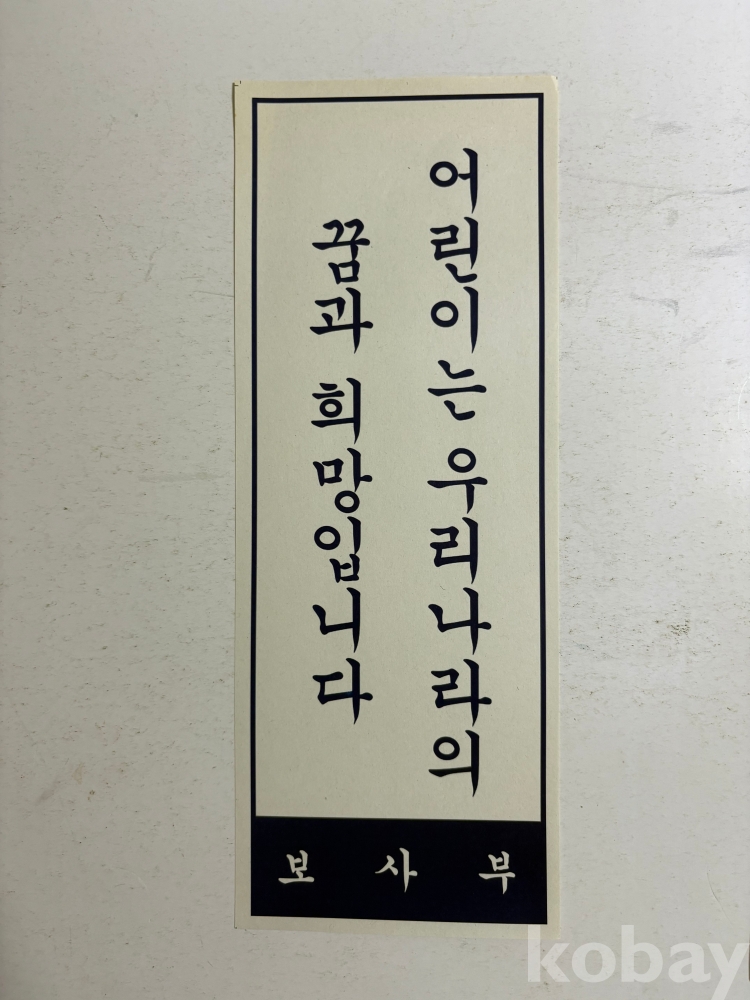 어린이는 우리나라의
꿈과 희망입니다
보사부
kobay